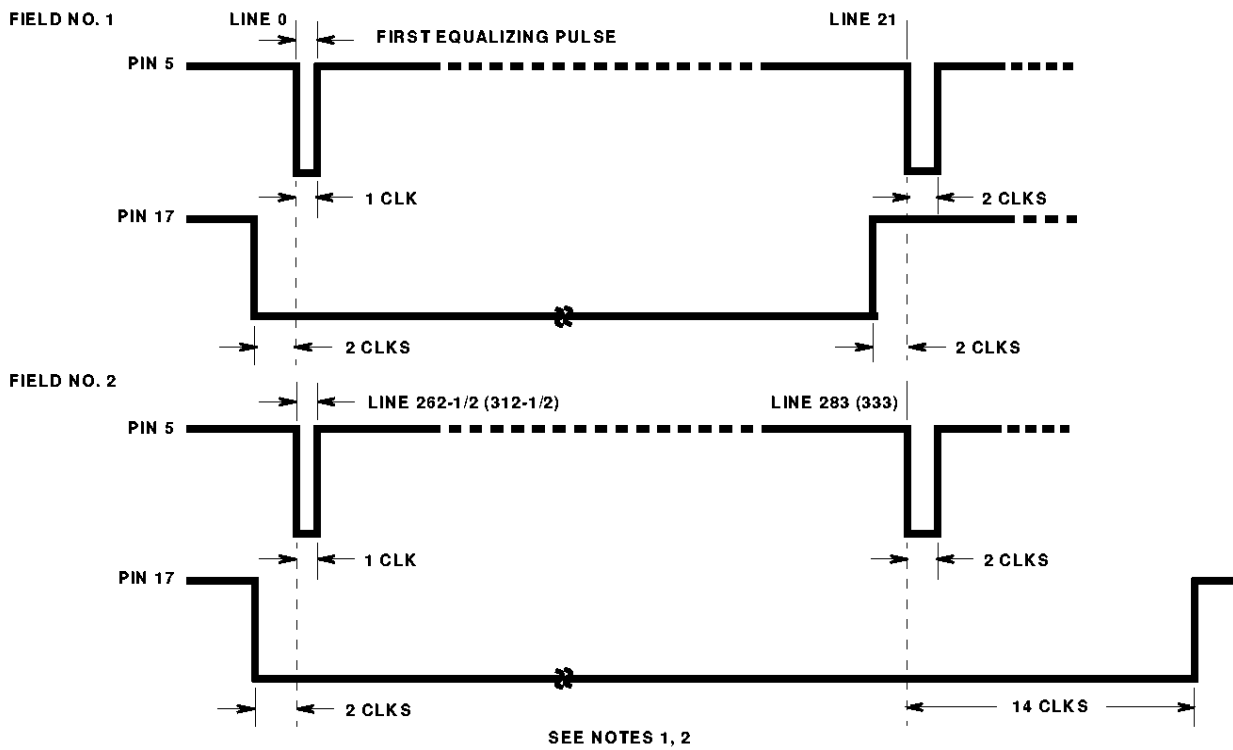 FIELD NO. 1
LINE 0
LINE 21
FIRST EQUALIZING PULSE
PIN 5
1 CLK
2 CLKS
PIN 17
2 CLKS
2 CLKS
FIELD NO. 2
LINE 262-1/2 (312-1/2)
LINE 283 (333)
PIN 5
1 CLK
2 CLKS
PIN 17
2 CLKS
14 CLKS
SEE NOTES 1, 2